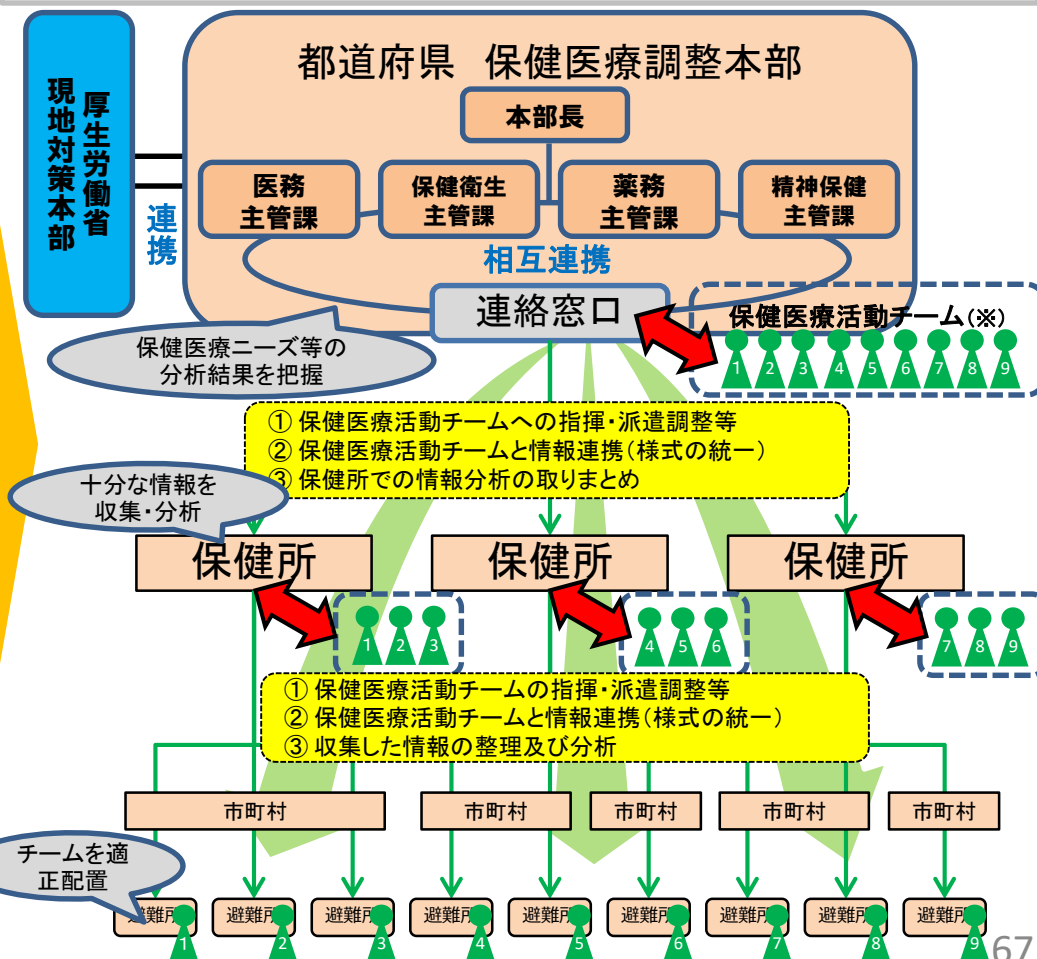 都道府県 保健医療調整本部
厚生労働省
現地対策本部
連携
本部長
医務
主管課
保健衛生
主管課
薬務
主管課
精神保健
主管課
相互連携
連絡窓口
保健医療活動チーム(※)
1 2 3 4 5 6 7 8 9
保健医療ニーズ等の
分析結果を把握
① 保健医療活動チームへの指揮・派遣調整等
② 保健医療活動チームと情報連携(様式の統一)
③ 保健所での情報分析の取りまとめ
十分な情報を
収集・分析
保健所 保健所 保健所
1 2 3 4 5 6 7 8 9
① 保健医療活動チームの指揮・派遣調整等
② 保健医療活動チームと情報連携(様式の統一)
③ 収集した情報の整理及び分析
市町村 市町村 市町村 市町村 市町村
チームを適
正配置
避難所 避難所 避難所 避難所 避難所 避難所 避難所 避難所 避難所
1 2 3 4 5 6 7 8 9
67